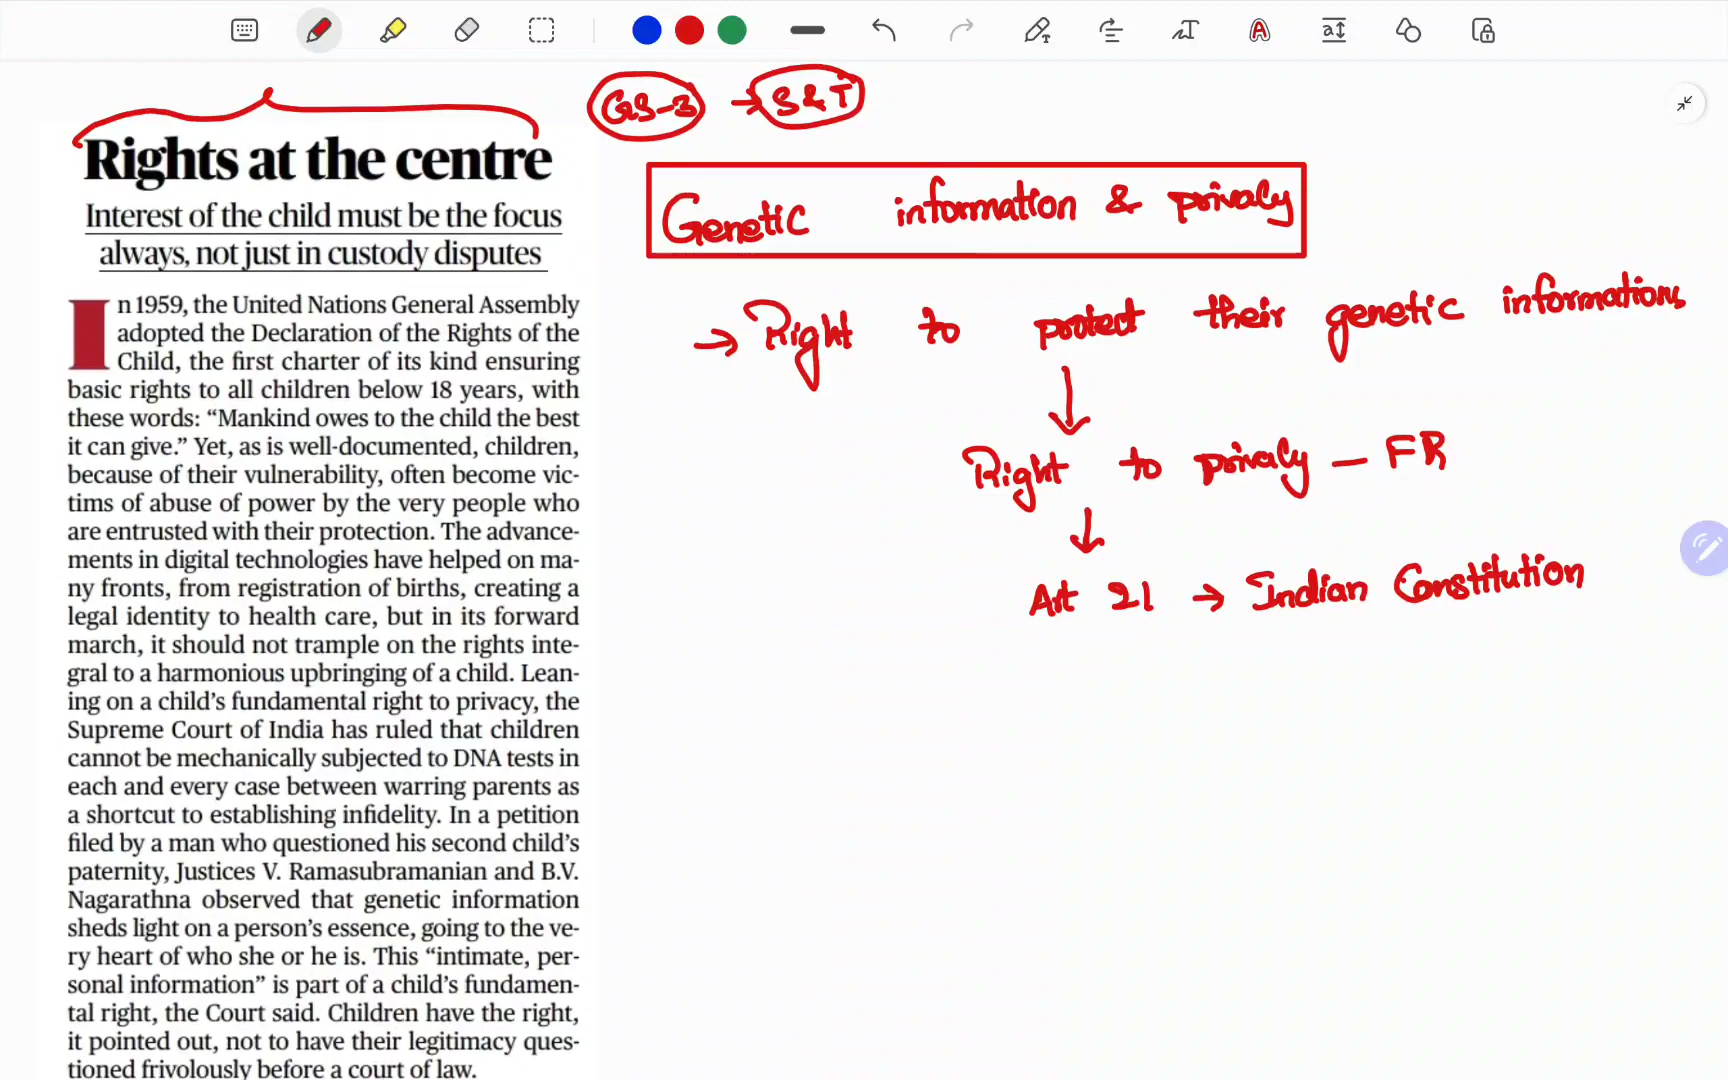 GS-3 → S & T
Rights at the centre
Interest of the child must be the focus
always, not just in custody disputes
In 1959, the United Nations General Assembly
adopted the Declaration of the Rights of the
Child, the first charter of its kind ensuring
basic rights to all children below 18 years, with
these words: “Mankind owes to the child the best
it can give.” Yet, as is well-documented, children,
because of their vulnerability, often become vic-
tims of abuse of power by the very people who
are entrusted with their protection. The advance-
ments in digital technologies have helped on ma-
ny fronts, from registration of births, creating a
legal identity to health care, but in its forward
march, it should not trample on the rights inte-
gral to a harmonious upbringing of a child. Lean-
ing on a child’s fundamental right to privacy, the
Supreme Court of India has ruled that children
cannot be mechanically subjected to DNA tests in
each and every case between warring parents as
a shortcut to establishing infidelity. In a petition
filed by a man who questioned his second child’s
paternity, Justices V. Ramasubramanian and B.V.
Nagarathna observed that genetic information
sheds light on a person’s essence, going to the ve-
ry heart of who she or he is. This “intimate, per-
sonal information” is part of a child’s fundamen-
tal right, the Court said. Children have the right,
it pointed out, not to have their legitimacy ques-
tioned frivolously before a court of law.
Genetic information & privacy
→ Right to protect their genetic informations
Right to privacy — FR
Art 21 → Indian Constitution